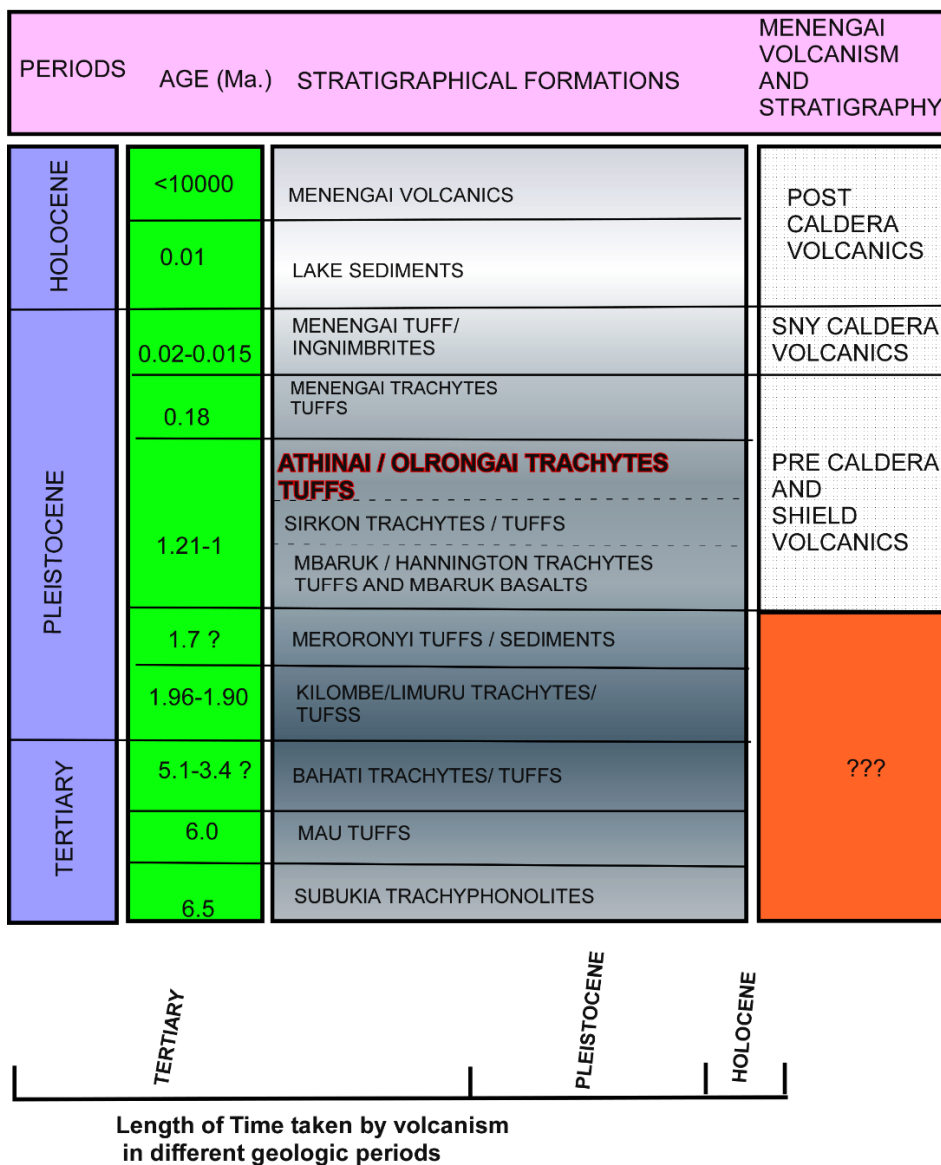 PERIODS
AGE (Ma.)
STRATIGRAPHICAL FORMATIONS
MENENGAI
VOLCANISM
AND
STRATIGRAPHY
HOLOCENE
<10000
MENENGAI VOLCANICS
POST
CALDERA
VOLCANICS
0.01
LAKE SEDIMENTS
PLEISTOCENE
0.02-0.015
MENENGAI TUFF/
INGNIMBRITES
SNY CALDERA
VOLCANICS
0.18
MENENGAI TRACHYTES
TUFFS
PRE CALDERA
AND
SHIELD
VOLCANICS
1.21-1
ATHINAI / OLRONGAI TRACHYTES
TUFFS
SIRKON TRACHYTES / TUFFS
MBARUK / HANNINGTON TRACHYTES
TUFFS AND MBARUK BASALTS
1.7 ?
MERORONYI TUFFS / SEDIMENTS
1.96-1.90
KILOMBE/LIMURU TRACHYTES/
TUFSS
TERTIARY
5.1-3.4 ?
BAHATI TRACHYTES/ TUFFS
???
6.0
MAU TUFFS
6.5
SUBUKIA TRACHYPHONOLITES
TERTIARY
PLEISTOCENE
HOLOCENE
Length of Time taken by volcanism
in different geologic periods